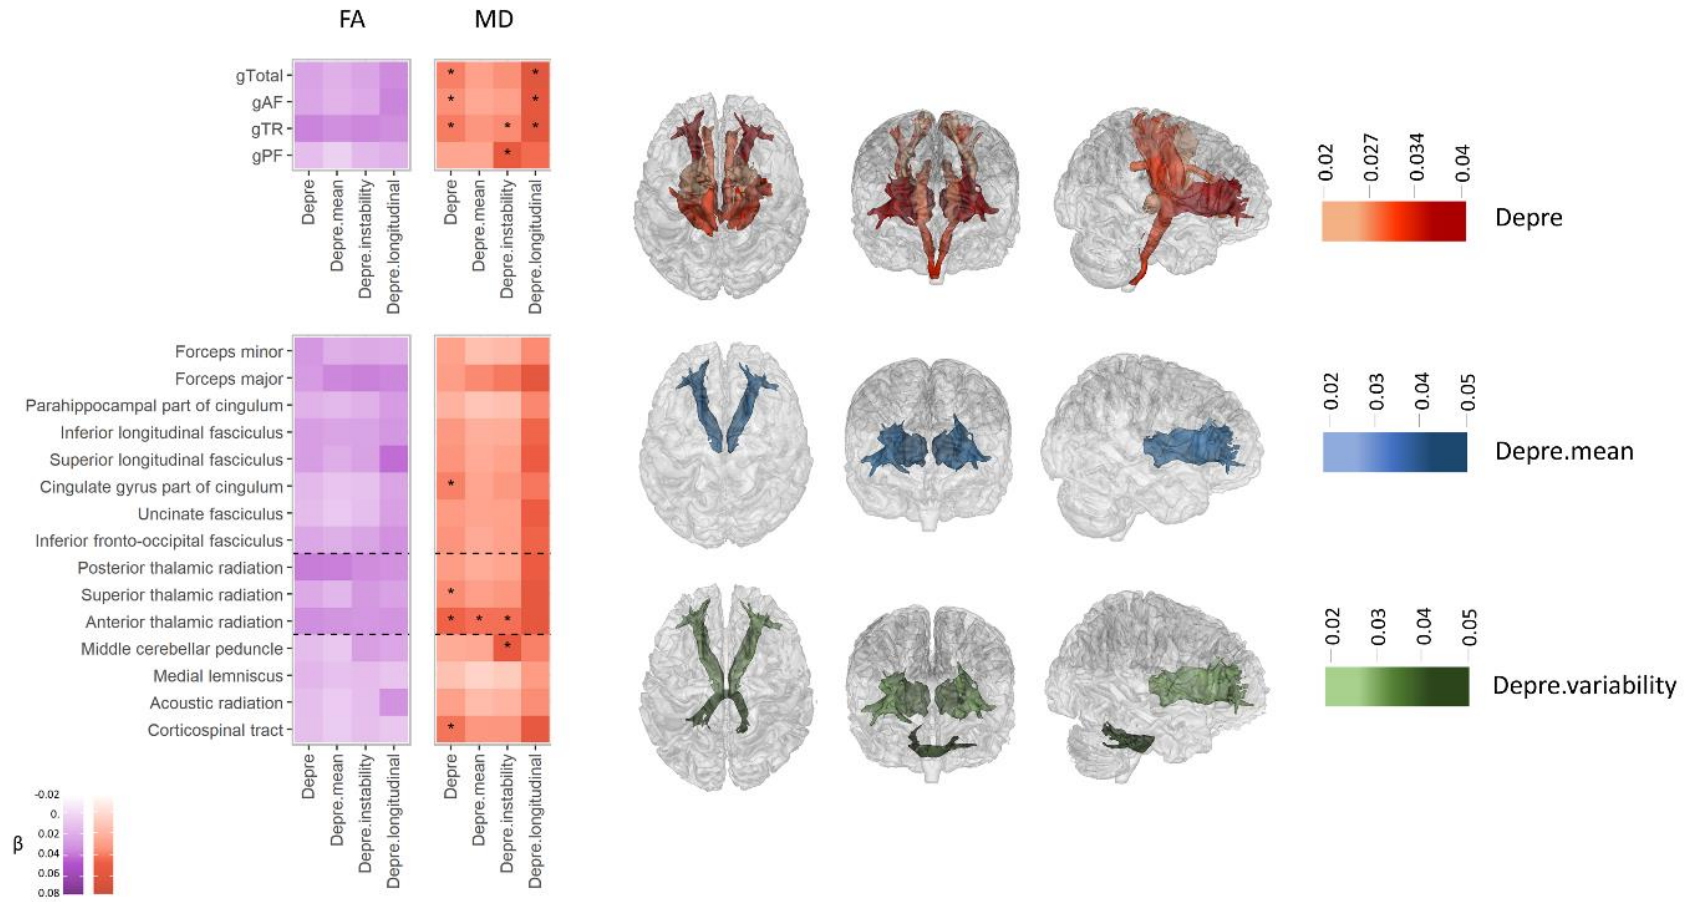 FA MD
gTotal * *
gAF * *
gTR * * *
gPF *
Depre Depre.mean Depre.instability Depre.longitudinal Depre Depre.mean Depre.instability Depre.longitudinal
0.02 0.027 0.034 0.04
Depre
Forceps minor
Forceps major
Parahippocampal part of cingulum
Inferior longitudinal fasciculus
Superior longitudinal fasciculus
Cingulate gyrus part of cingulum *
Uncinate fasciculus
Inferior fronto-occipital fasciculus
Posterior thalamic radiation
Superior thalamic radiation *
Anterior thalamic radiation * * *
Middle cerebellar peduncle *
Medial lemniscus
Acoustic radiation
Corticospinal tract *
Depre Depre.mean Depre.instability Depre.longitudinal Depre Depre.mean Depre.instability Depre.longitudinal
0.02 0.03 0.04 0.05
Depre.mean
0.02 0.03 0.04 0.05
Depre.variability
β
-0.02
0.
0.02
0.04
0.06
0.08